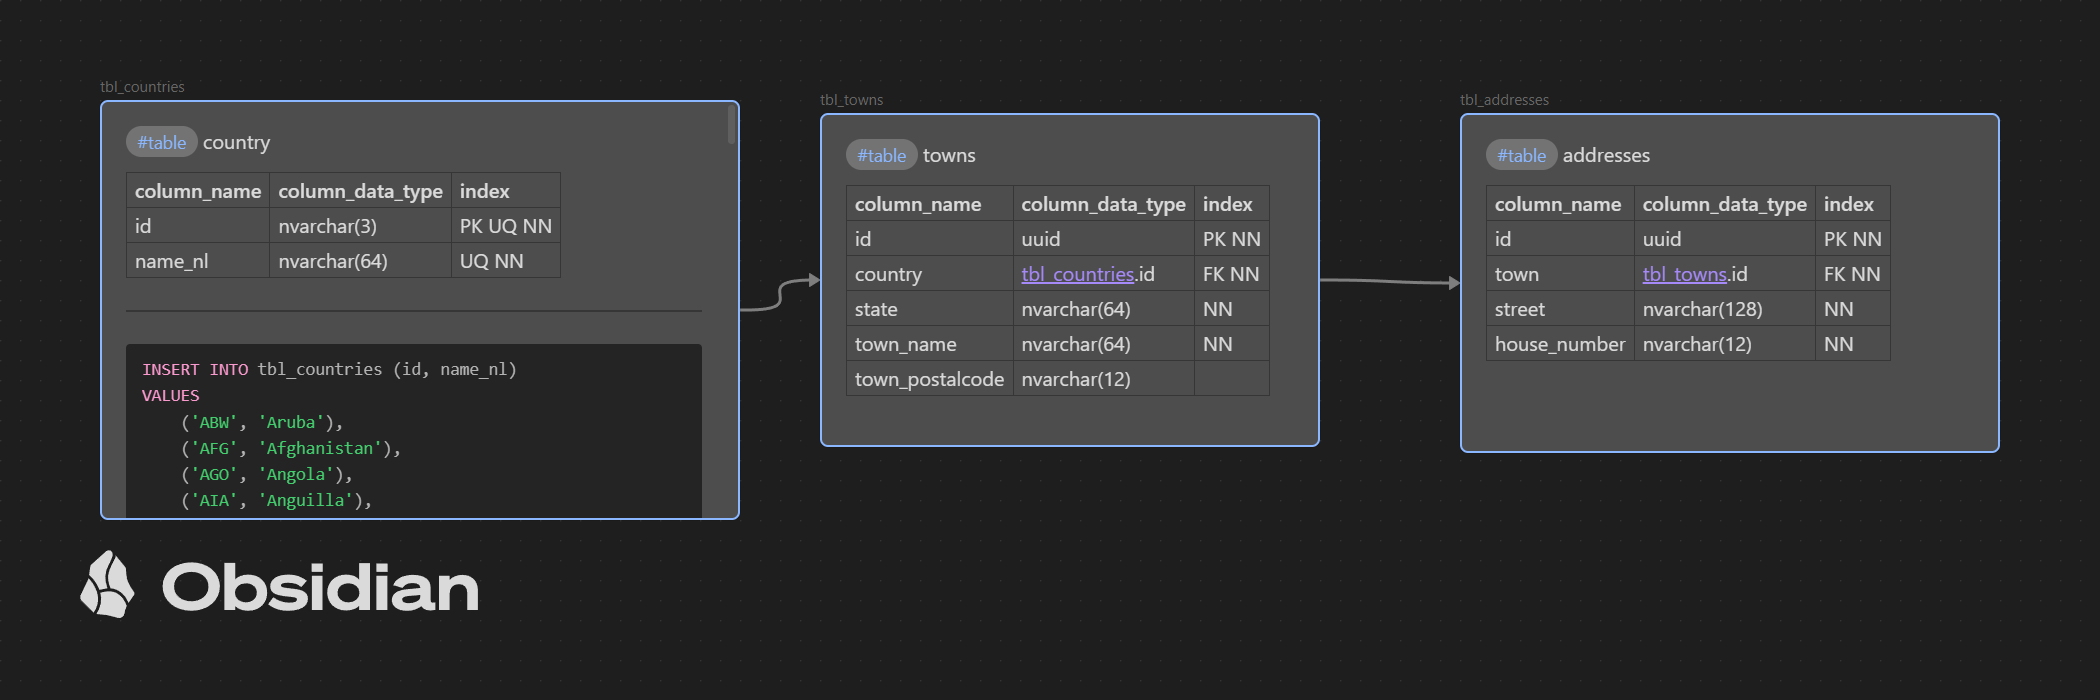 tbl_countries
#table country
column_name column_data_type index
id nvarchar(3) PK UQ NN
name_nl nvarchar(64) UQ NN
INSERT INTO tbl_countries (id, name_nl)
VALUES
('ABW', 'Aruba'),
('AFG', 'Afghanistan'),
('AGO', 'Angola'),
('AIA', 'Anguilla'),
tbl_towns
#table towns
column_name column_data_type index
id uuid PK NN
country tbl_countries.id FK NN
state nvarchar(64) NN
town_name nvarchar(64) NN
town_postalcode nvarchar(12)
tbl_addresses
#table addresses
column_name column_data_type index
id uuid PK NN
town tbl_towns.id FK NN
street nvarchar(128) NN
house_number nvarchar(12) NN
Obsidian